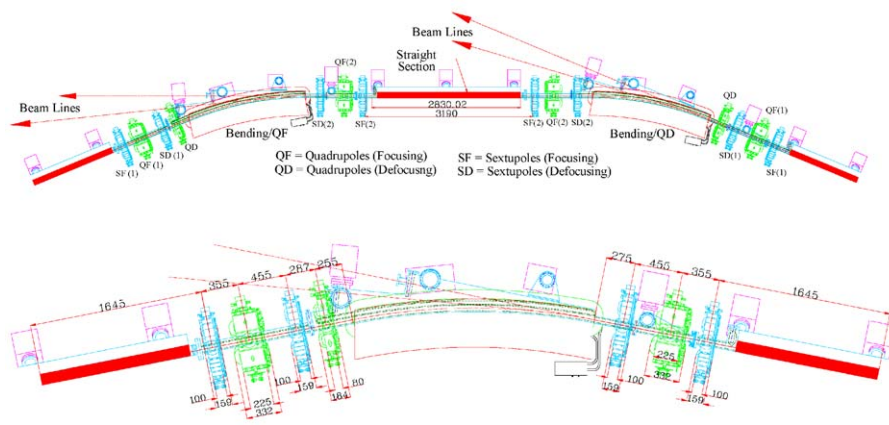 Beam Lines
QF(2)
Straight
Section
Beam Lines
2830.02
3190
QD
QF(1)
Bending/QF
SD(2)
SF(2)
SF(2)
QF(2)
SD(2)
Bending/QD
SD(1)
SF(1)
QD
SD(1)
QF(1)
SF(1)
QF = Quadrupoles (Focusing)
SF = Sextupoles (Focusing)
QD = Quadrupoles (Defocusng)
SD = Sextupoles (Defocusing)
1645
355
455
287
255
275
455
355
1645
100
159
225
332
100
159
164
80
159
100
225
332
159
100